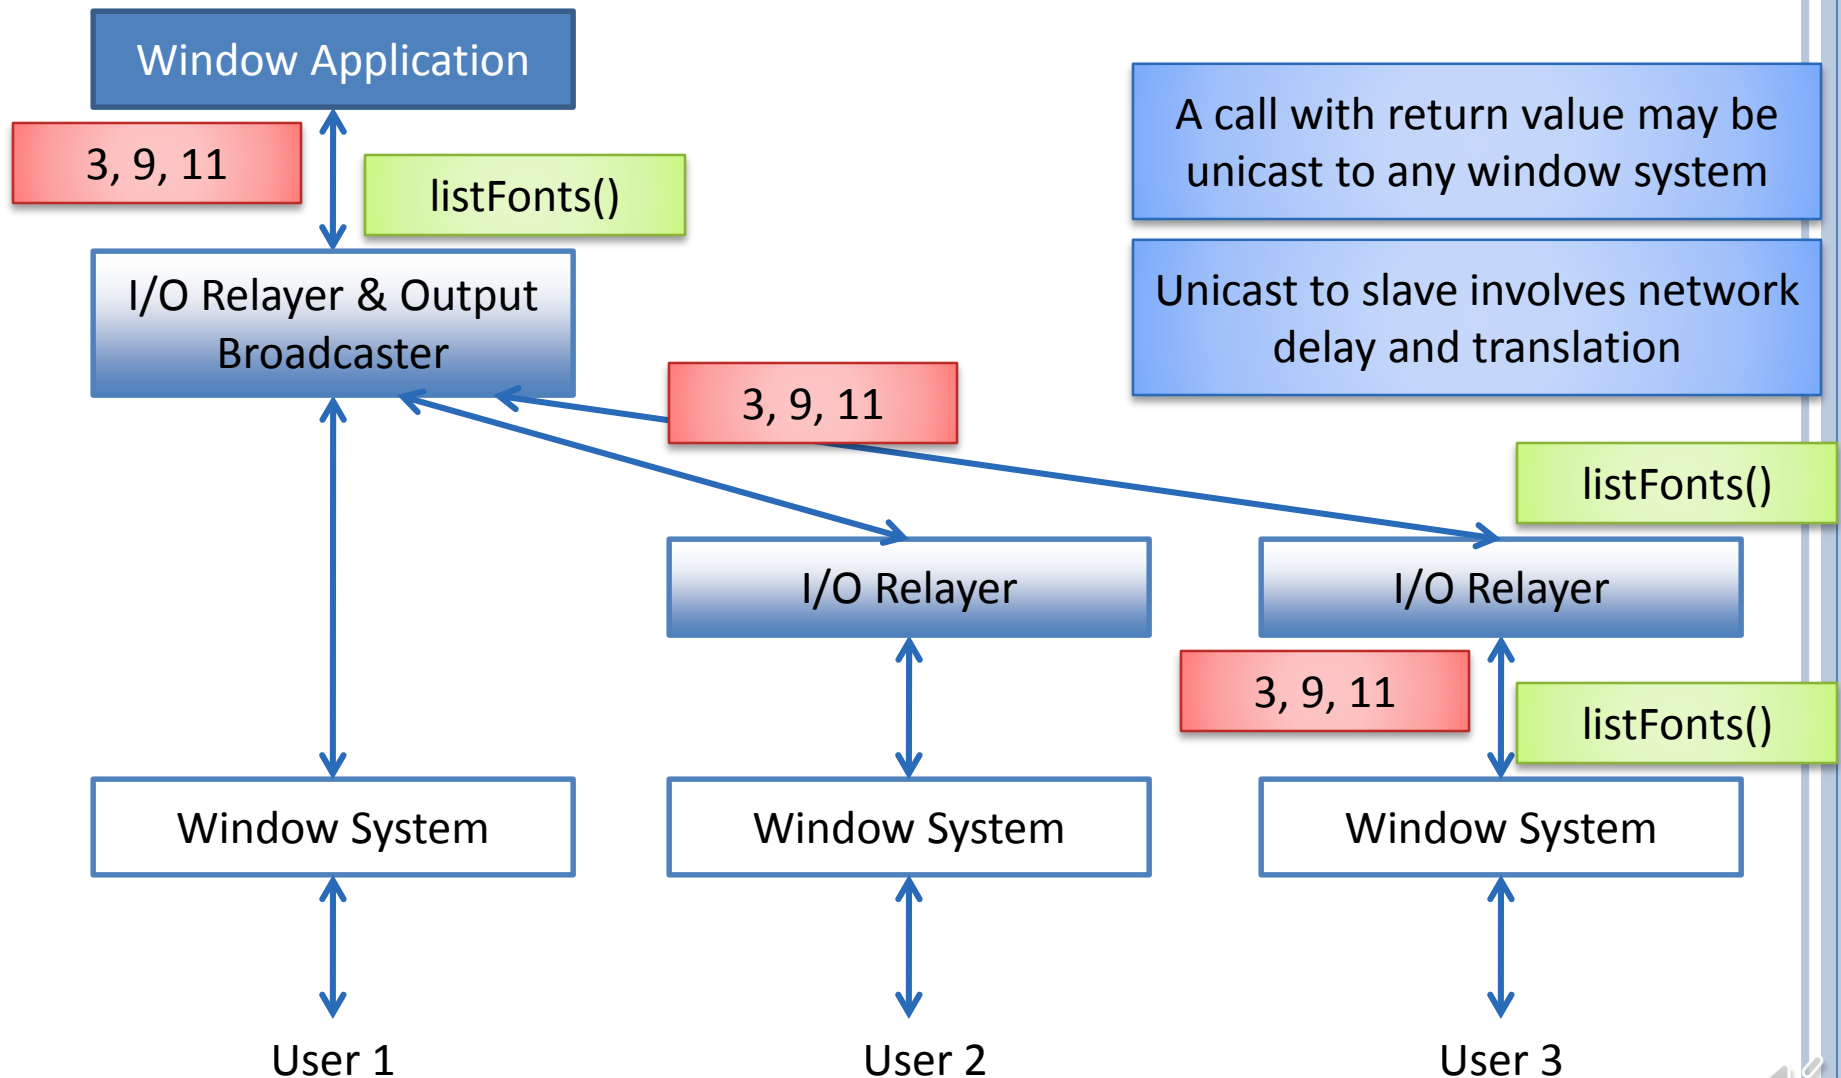 Window Application
A call with return value may be
unicast to any window system
3, 9, 11
listFonts()
I/O Relayer & Output
Broadcaster
Unicast to slave involves network
delay and translation
3, 9, 11
listFonts()
I/O Relayer
I/O Relayer
3, 9, 11
listFonts()
Window System
Window System
Window System
User 1
User 2
User 3